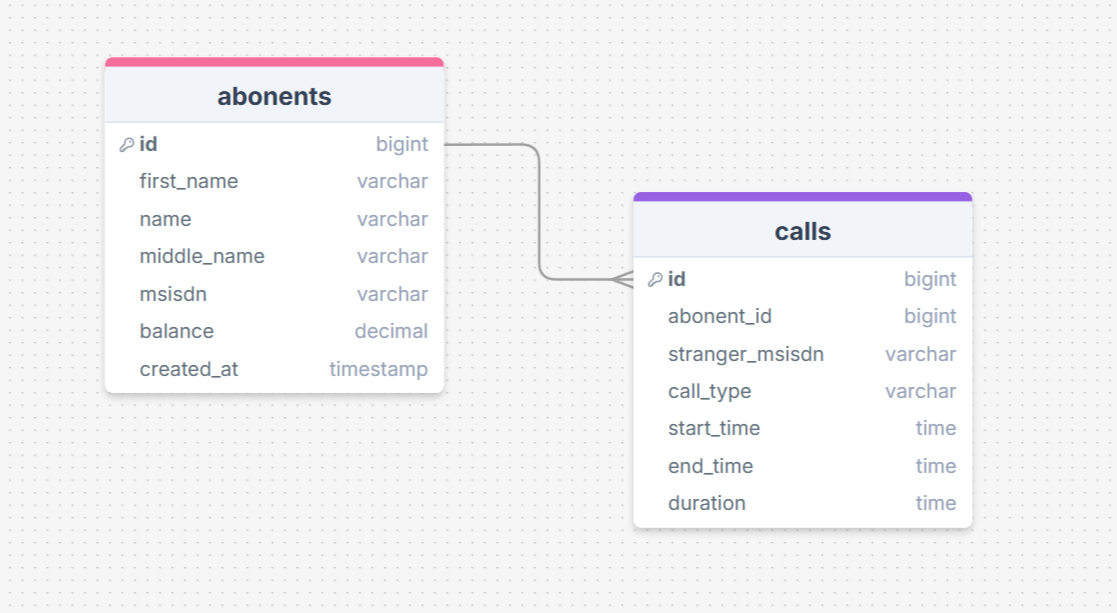 abonents
id bigint
first_name varchar
name varchar
middle_name varchar
msisdn varchar
balance decimal
created_at timestamp
calls
id bigint
abonent_id bigint
stranger_msisdn varchar
call_type varchar
start_time time
end_time time
duration time